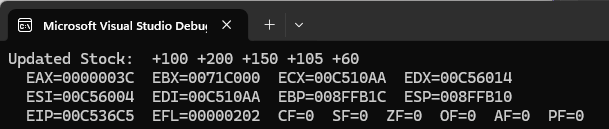 Microsoft Visual Studio Debug
Updated Stock:  +100 +200 +150 +105 +60
  EAX=0000003C  EBX=0071C000  ECX=00C510AA  EDX=00C56014
  ESI=00C56004  EDI=00C510AA  EBP=008FFB1C  ESP=008FFB10
  EIP=00C536C5  EFL=00000202  CF=0  SF=0  ZF=0  OF=0  AF=0  PF=0